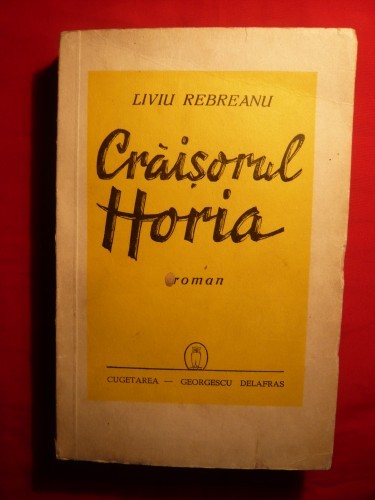 LIVIU REBREANU
Crăișorul
Horia
roman
CUGETAREA — GEORGESCU DELAFRAS